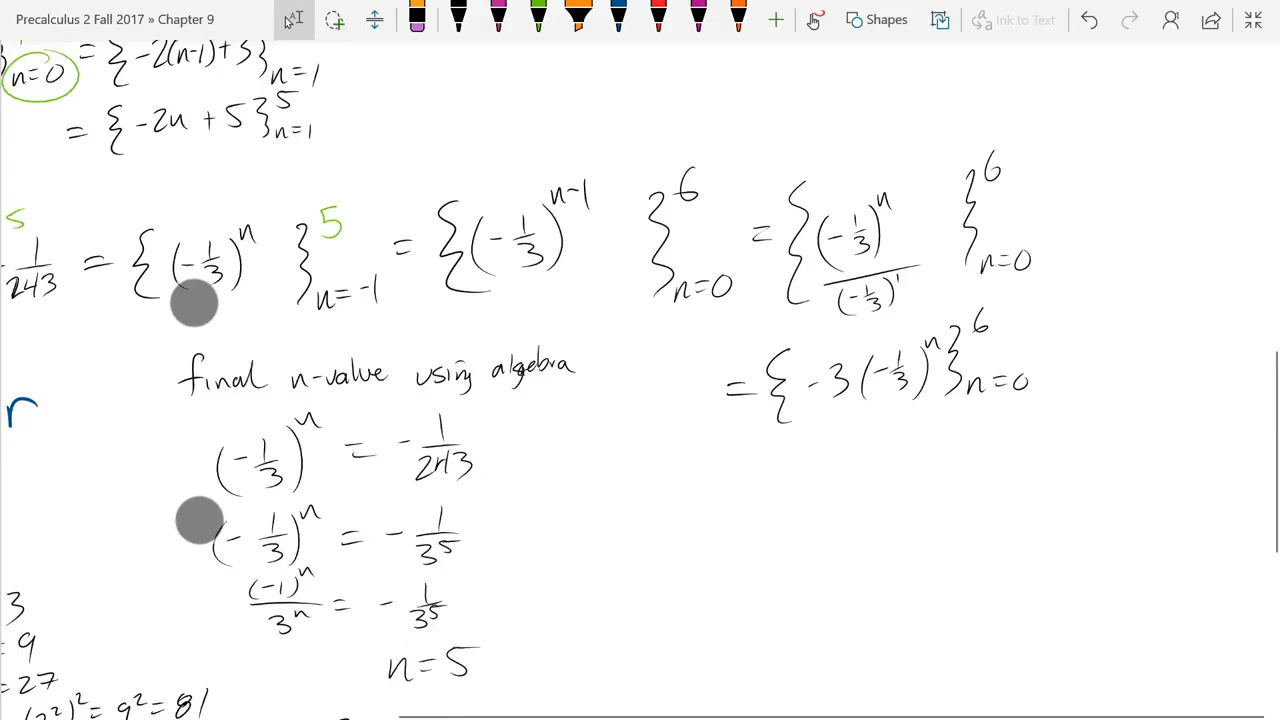 Precalculus 2 Fall 2017 » Chapter 9
Shapes
Ink to Text
n=0 = {-2(n-1)+3}n=1
= {-2n + 5}⁵n=1
5
-1/243 = {(-1/3)ⁿ}⁵n=-1 = {(-1/3)ⁿ⁻¹}⁶n=0 = {(-1/3)ⁿ/(-1/3)¹}⁶n=0
= {-3(-1/3)ⁿ}⁶n=0
final n-value using algebra
r
(-1/3)ⁿ = -1/243
(-1/3)ⁿ = -1/3⁵
(-1)ⁿ/3ⁿ = -1/3⁵
n=5
3
= 9
=27
)² = 9² = 81